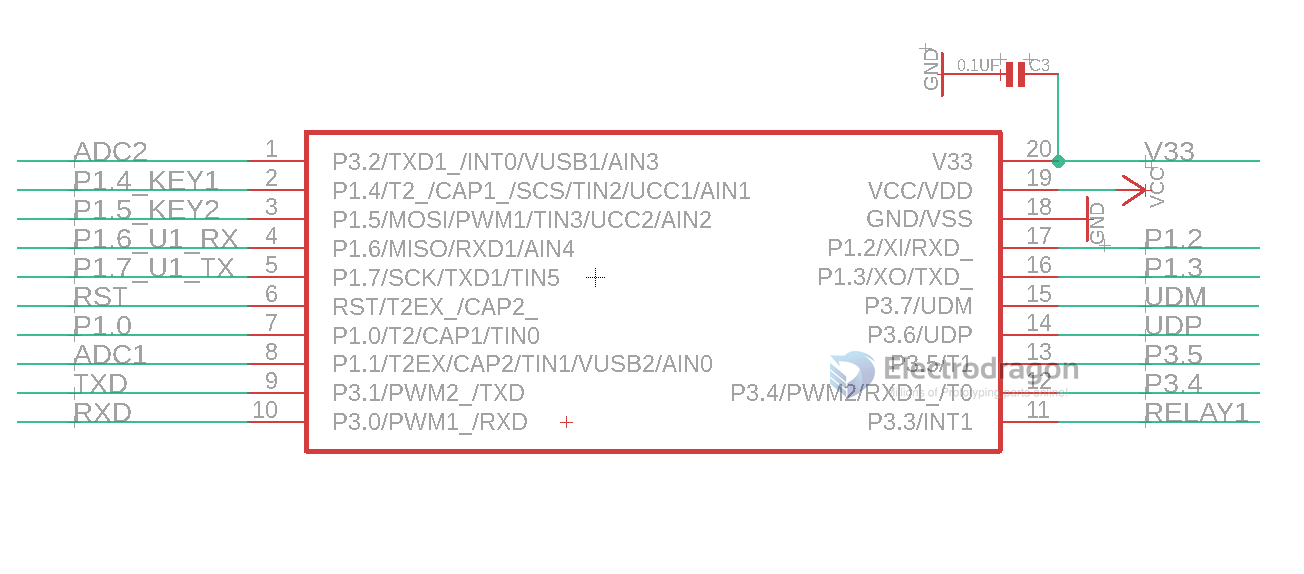 GND 0.1UF C3
ADC2 1 P3.2/TXD1_/INT0/VUSB1/AIN3 V33 20 V33
P1.4_KEY1 2 P1.4/T2_/CAP1_/SCS/TIN2/UCC1/AIN1 VCC/VDD 19 VCC
P1.5_KEY2 3 P1.5/MOSI/PWM1/TIN3/UCC2/AIN2 GND/VSS 18 GND
P1.6_U1_RX 4 P1.6/MISO/RXD1/AIN4 P1.2/XI/RXD_ 17 P1.2
P1.7_U1_TX 5 P1.7/SCK/TXD1/TIN5 P1.3/XO/TXD_ 16 P1.3
RST 6 RST/T2EX_/CAP2_ P3.7/UDM 15 UDM
P1.0 7 P1.0/T2/CAP1/TIN0 P3.6/UDP 14 UDP
ADC1 8 P1.1/T2EX/CAP2/TIN1/VUSB2/AIN0 P3.5/T1 13 P3.5
Electrodragon
TXD 9 P3.1/PWM2_/TXD P3.4/PWM2/RXD1_/T0 12 P3.4
RXD 10 P3.0/PWM1_/RXD P3.3/INT1 11 RELAY1